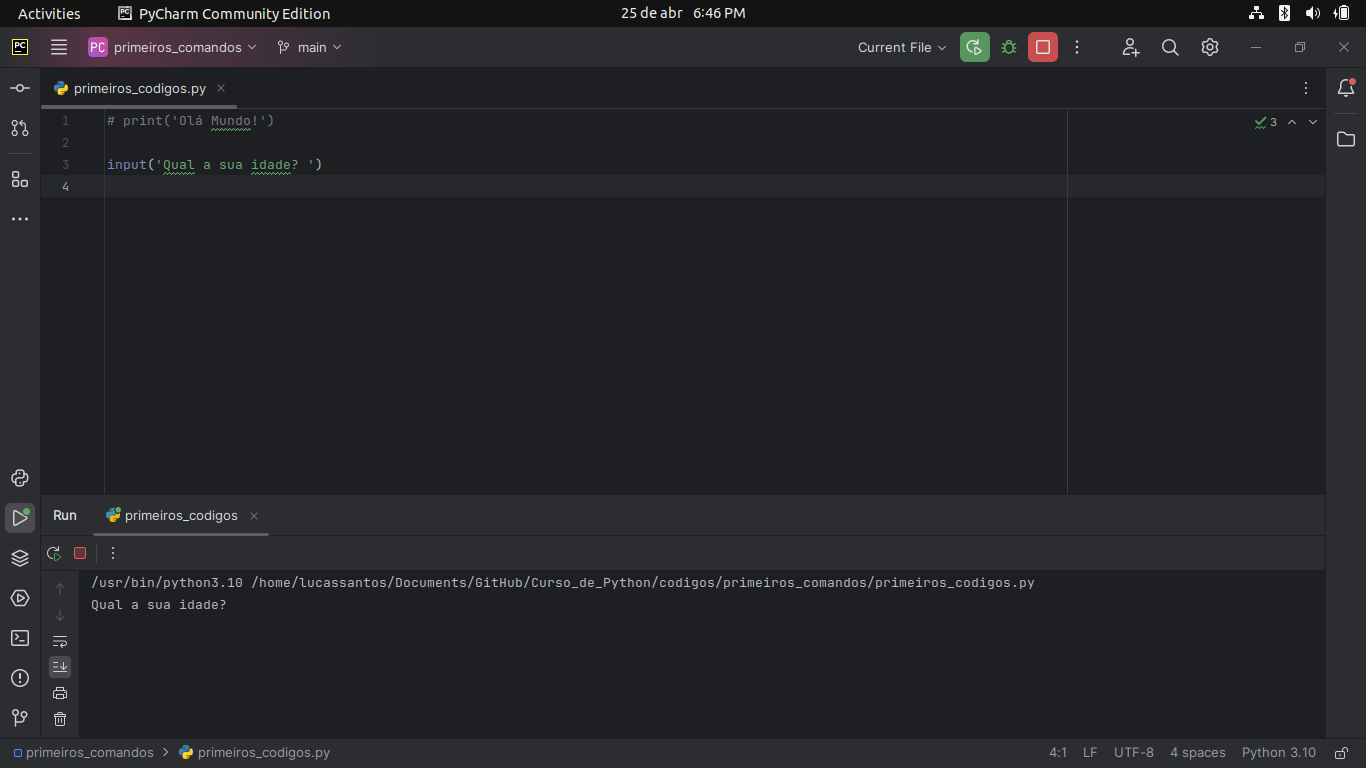 Activities PyCharm Community Edition 25 de abr 6:46 PM
PC PC primeiros_comandos main Current File
primeiros_codigos.py
1 # print('Olá Mundo!') 3
2
3 input('Qual a sua idade? ')
4
Run primeiros_codigos
/usr/bin/python3.10 /home/lucassantos/Documents/GitHub/Curso_de_Python/codigos/primeiros_comandos/primeiros_codigos.py
Qual a sua idade?
primeiros_comandos > primeiros_codigos.py 4:1 LF UTF-8 4 spaces Python 3.10